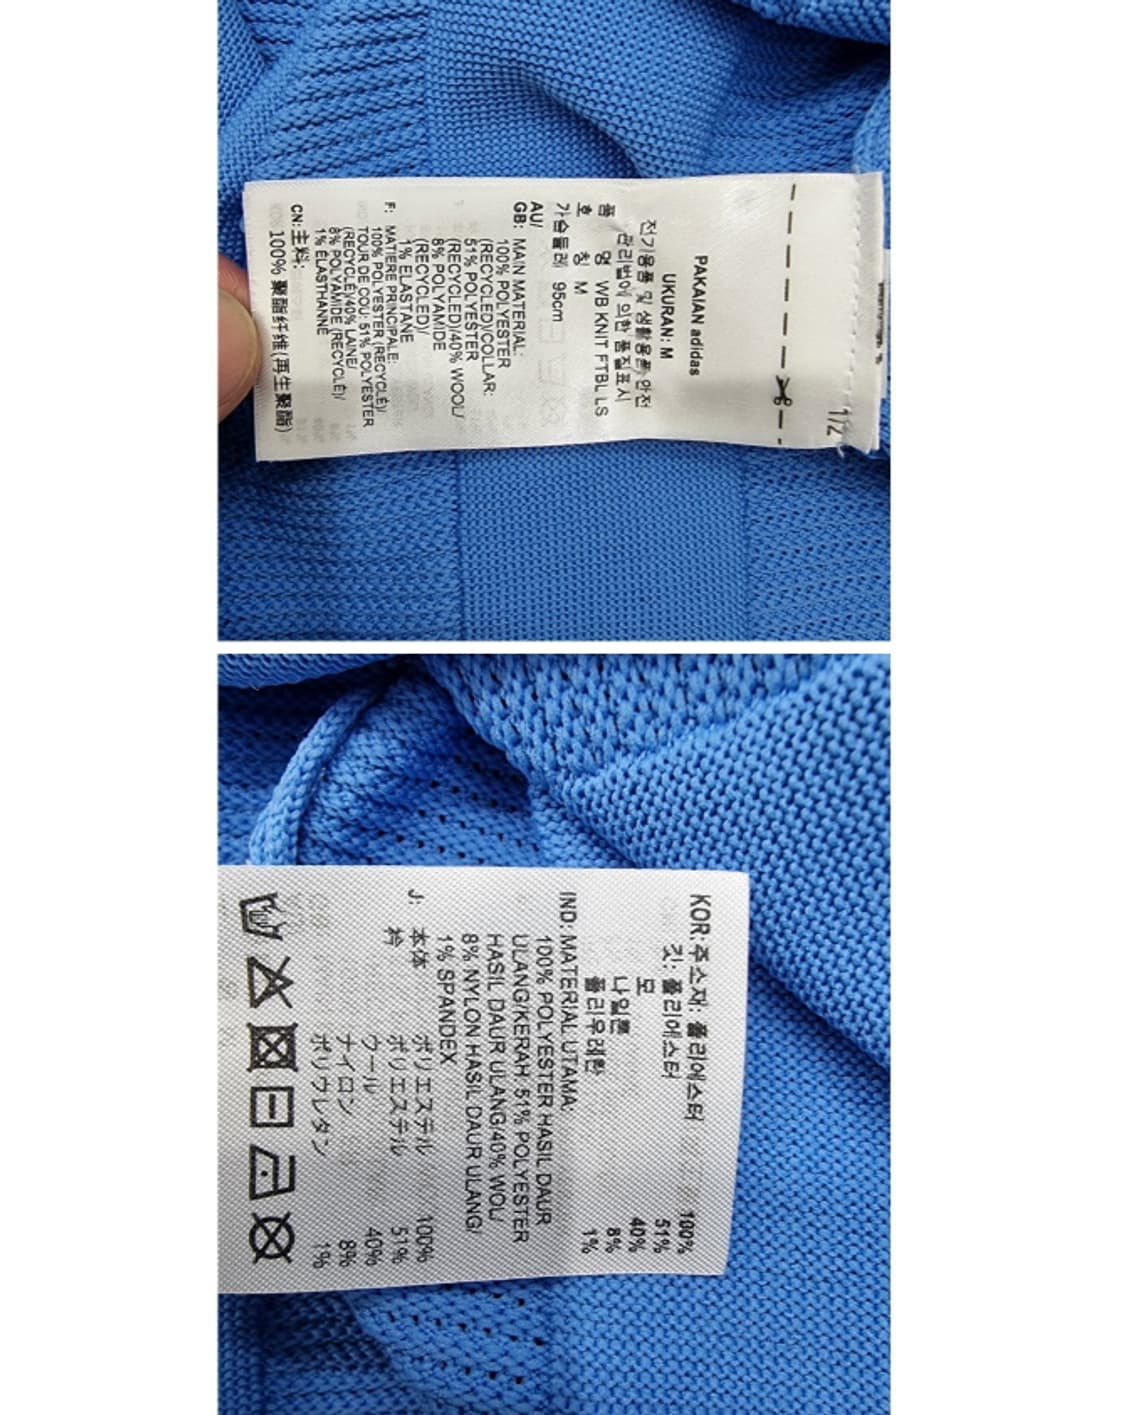 1/2
PAKAIAN adidas
UKURAN: M
전기용품 및 생활용품 안전
관리법에 의한 품질표시
품 명 WB KNIT FTBL LS
호 칭 M
가슴둘레 95cm
AU/
GB: MAIN MATERIAL:
100% POLYESTER
(RECYCLED)/COLLAR:
51% POLYESTER
(RECYCLED)/40% WOOL/
8% POLYAMIDE
(RECYCLED)/
1% ELASTANE
F: MATIERE PRINCIPALE:
100% POLYESTER (RECYCLÉ)/
TOUR DE COU: 51% POLYESTER
(RECYCLÉ)/40% LAINE/
8% POLYAMIDE (RECYCLÉ)/
1% ÉLASTHANNE
CN: 主料:
100% 聚酯纤维(再生聚酯)
KOR: 주소재: 폴리에스터 100%
깃: 폴리에스터 51%
모 40%
나일론 8%
폴리우레탄 1%
IND: MATERIAL UTAMA:
100% POLYESTER HASIL DAUR
ULANG/KERAH: 51% POLYESTER
HASIL DAUR ULANG/40% WOL/
8% NYLON HASIL DAUR ULANG/
1% SPANDEX
J: 本体 ポリエステル 100%
衿 ポリエステル 51%
ウール 40%
ナイロン 8%
ポリウレタン 1%